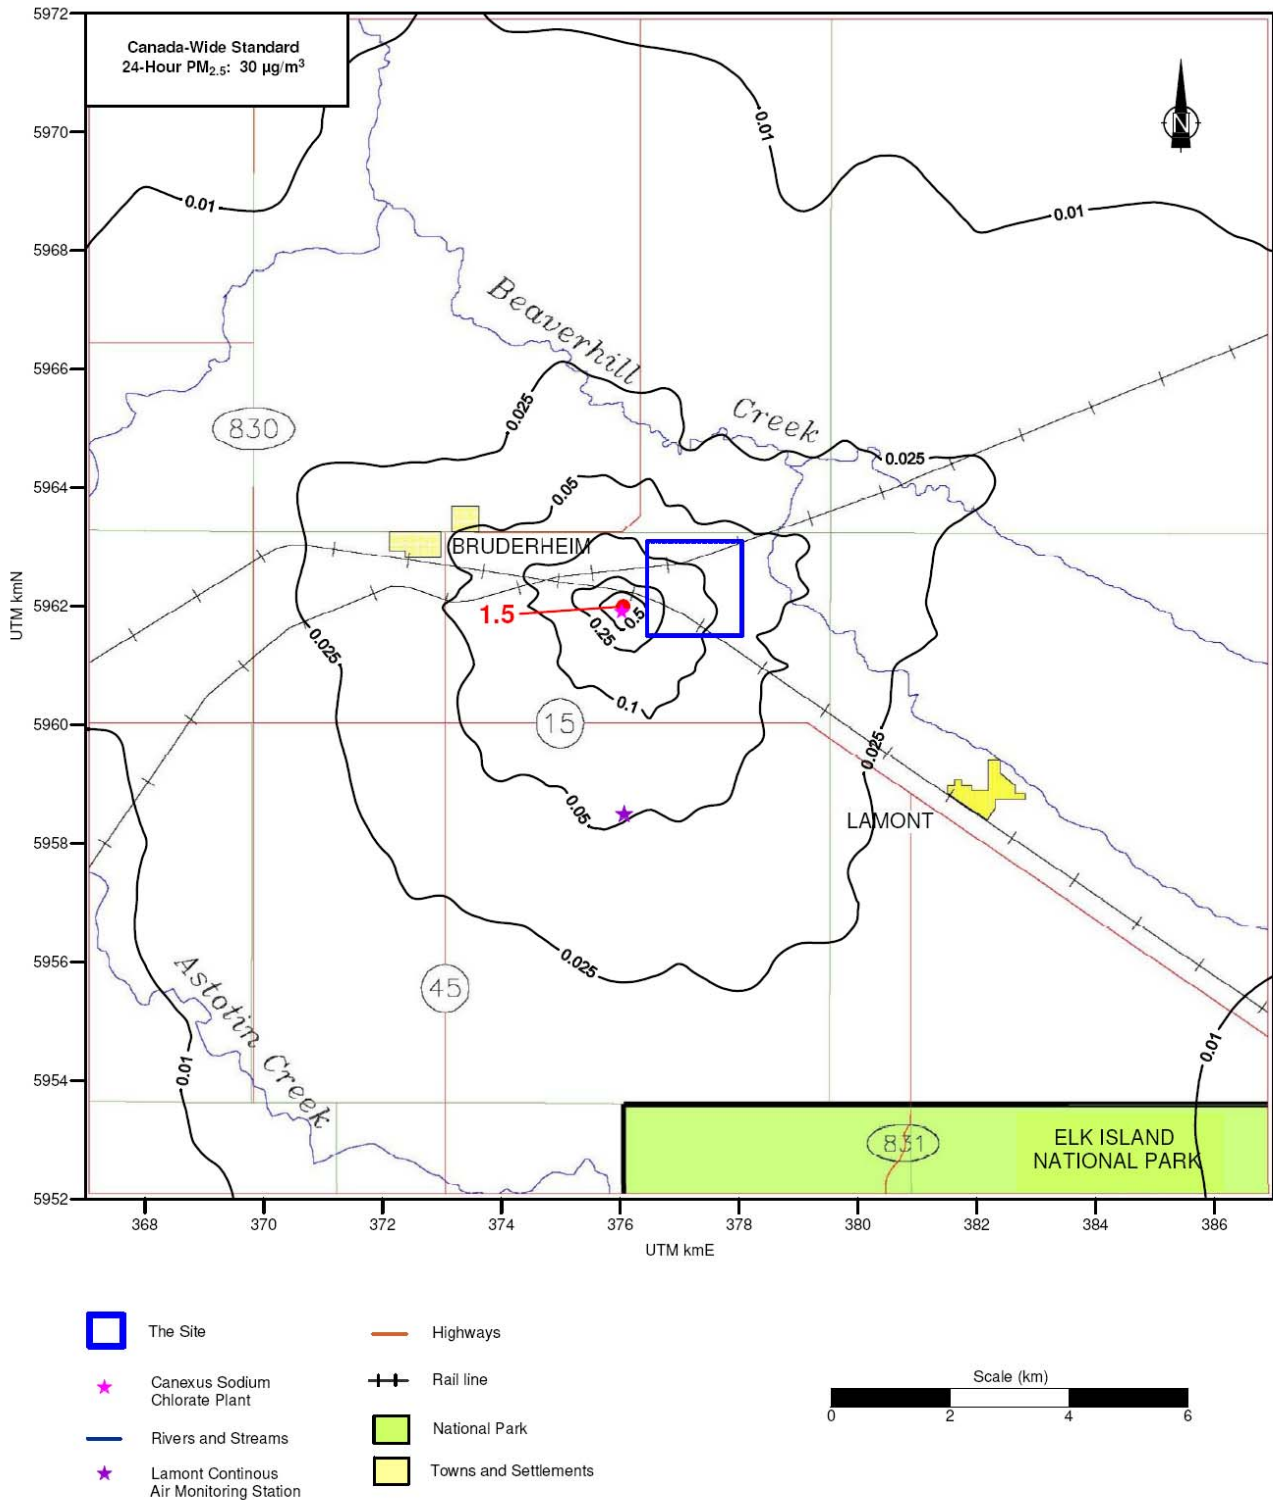 Canada-Wide Standard
24-Hour PM2.5: 30 µg/m³
5972
5970
5968
5966
5964
5962
5960
5958
5956
5954
5952
UTM kmN
N
0.01
0.01
0.01
Beaverhill
Creek
0.025
0.025
830
0.05
BRUDERHEIM
1.5
0.5
0.25
0.025
0.1
15
0.025
0.05
LAMONT
0.025
45
Astotin Creek
0.01
0.01
831
ELK ISLAND
NATIONAL PARK
368
370
372
374
376
378
380
382
384
386
UTM kmE
The Site
Highways
Canexus Sodium
Chlorate Plant
Rail line
Rivers and Streams
National Park
Lamont Continous
Air Monitoring Station
Towns and Settlements
Scale (km)
0
2
4
6